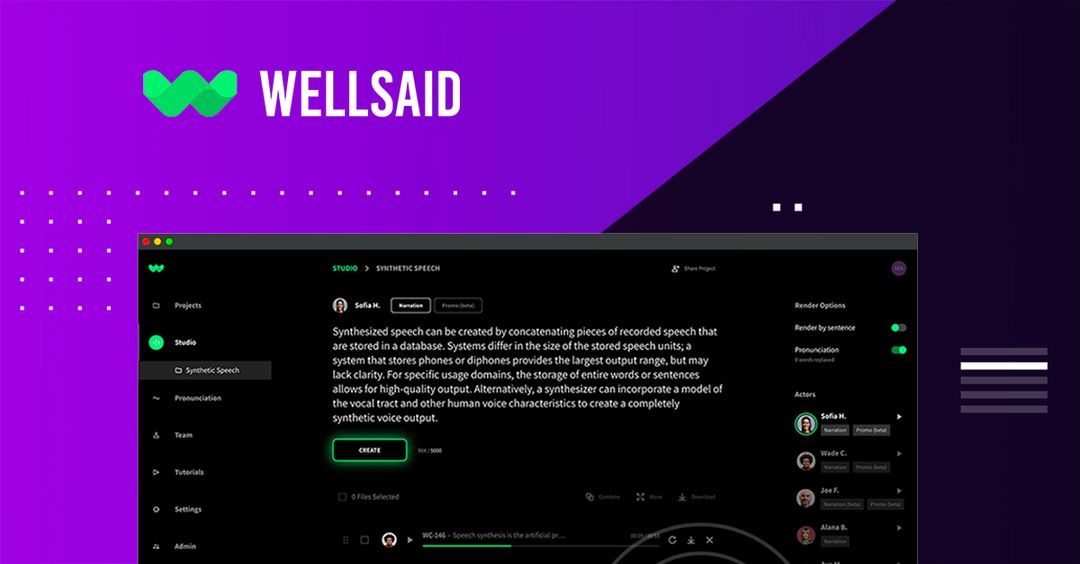 WELLSAID
STUDIO > SYNTHETIC SPEECH
Share Project
MA
Projects
Studio
Synthetic Speech
Pronunciation
Team
Tutorials
Settings
Admin
Sofia H. Narration Promo (beta)
Synthesized speech can be created by concatenating pieces of recorded speech that
are stored in a database. Systems differ in the size of the stored speech units; a
system that stores phones or diphones provides the largest output range, but may
lack clarity. For specific usage domains, the storage of entire words or sentences
allows for high-quality output. Alternatively, a synthesizer can incorporate a model of
the vocal tract and other human voice characteristics to create a completely
synthetic voice output.
CREATE
/ 5000
0 Files Selected
Combine More Download
WC-146 – Speech synthesis is the artificial pr...
Render Options
Render by sentence
Pronunciation
0 words replaced
Actors
Sofia H.
Narration Promo (beta)
Wade C.
Narration Promo (beta)
Joe F.
Narration (beta) Promo (beta)
Alana B.
Narration